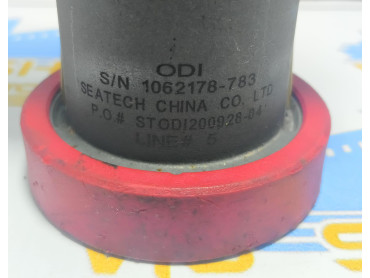 ODI
S/N 1062178-783
SEATECH CHINA CO. LTD
P.O.# STODI200928-04
LINE# 5